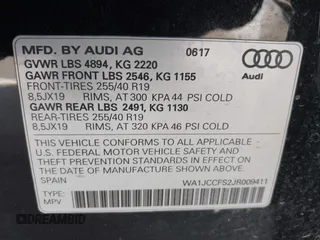 MFD. BY AUDI AG 0617
GVWR LBS 4894, KG 2220
GAWR FRONT LBS 2546, KG 1155
FRONT-TIRES 255/40 R19
8,5JX19 RIMS, AT 300 KPA 44 PSI COLD
GAWR REAR LBS 2491, KG 1130
REAR-TIRES 255/40 R19
8,5JX19 RIMS, AT 320 KPA 46 PSI COLD
Audi
THIS VEHICLE CONFORMS TO ALL APPLICABLE
U.S. FEDERAL MOTOR VEHICLE SAFETY AND
THEFT PREVENTION STANDARDS IN EFFECT ON
THE DATE OF MANUFACTURE SHOWN ABOVE.
MADE IN SPAIN
TYPE: WA1JCCFS2JR009411
MPV
DREAMBID